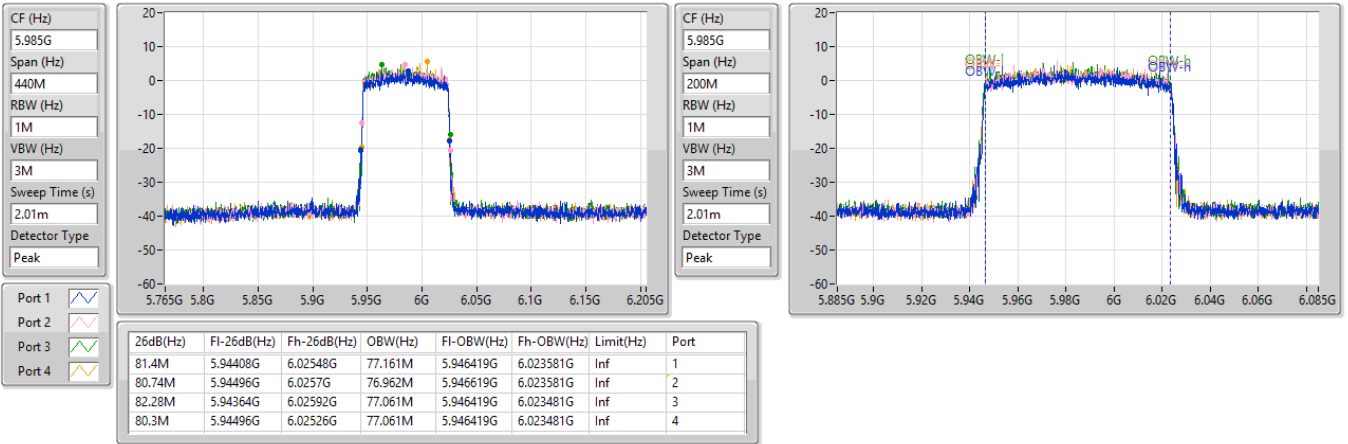 CF (Hz)
5.985G
Span (Hz)
440M
RBW (Hz)
1M
VBW (Hz)
3M
Sweep Time (s)
2.01m
Detector Type
Peak
20
10
0
-10
-20
-30
-40
-50
-60
5.765G 5.8G 5.85G 5.9G 5.95G 6G 6.05G 6.1G 6.15G 6.205G
CF (Hz)
5.985G
Span (Hz)
200M
RBW (Hz)
1M
VBW (Hz)
3M
Sweep Time (s)
2.01m
Detector Type
Peak
20
10
0
-10
-20
-30
-40
-50
-60
OBW-l OBW-h
5.885G 5.9G 5.92G 5.94G 5.96G 5.98G 6G 6.02G 6.04G 6.06G 6.085G
Port 1
Port 2
Port 3
Port 4
26dB(Hz) Fl-26dB(Hz) Fh-26dB(Hz) OBW(Hz) Fl-OBW(Hz) Fh-OBW(Hz) Limit(Hz) Port
81.4M 5.94408G 6.02548G 77.161M 5.946419G 6.023581G Inf 1
80.74M 5.94496G 6.0257G 76.962M 5.946619G 6.023581G Inf 2
82.28M 5.94364G 6.02592G 77.061M 5.946419G 6.023481G Inf 3
80.3M 5.94496G 6.02526G 77.061M 5.946419G 6.023481G Inf 4